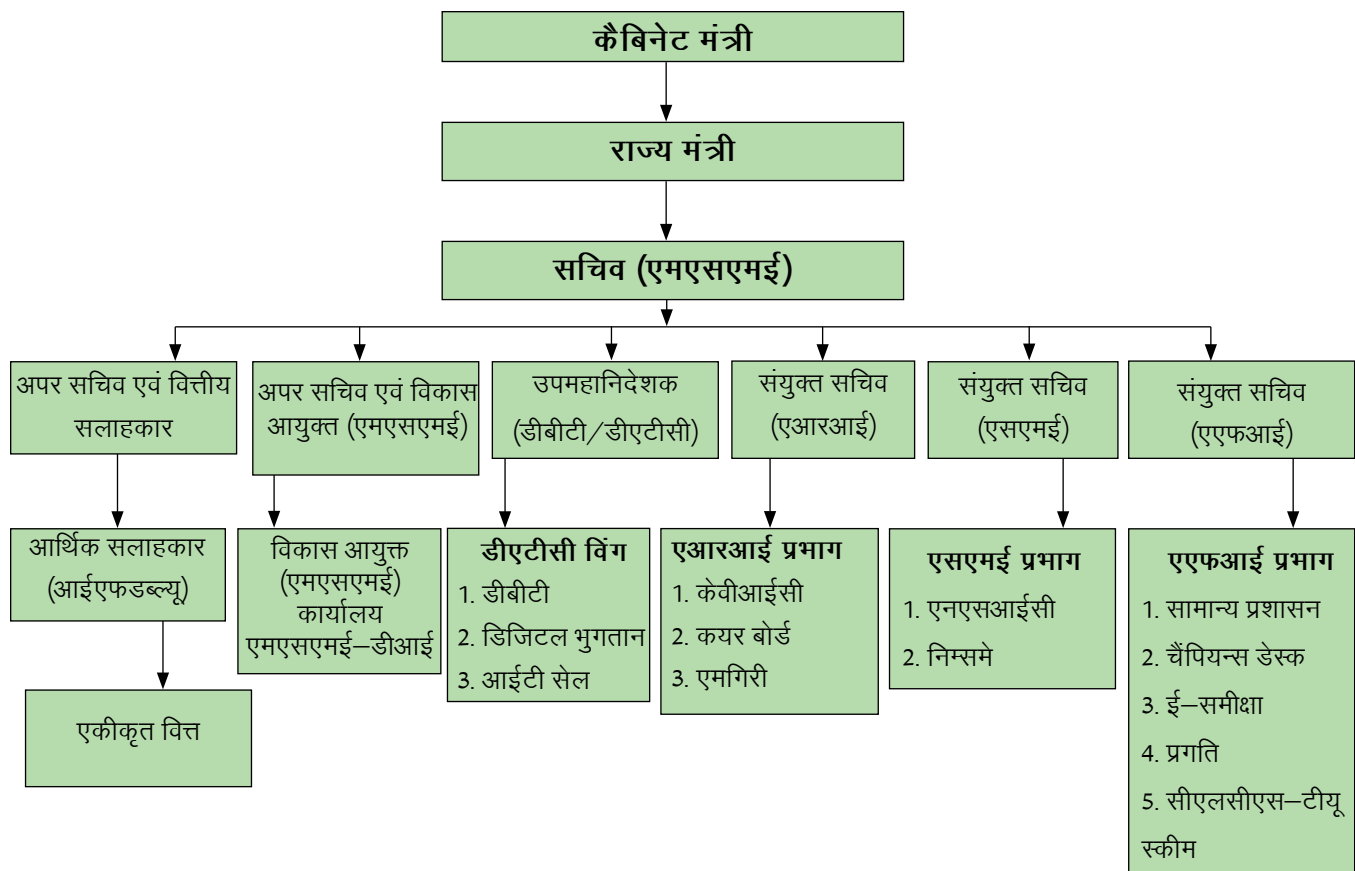 कैबिनेट मंत्री
राज्य मंत्री
सचिव (एमएसएमई)
अपर सचिव एवं वित्तीय
सलाहकार
अपर सचिव एवं विकास
आयुक्त (एमएसएमई)
उपमहानिदेशक
(डीबीटी/डीएटीसी)
संयुक्त सचिव
(एआरआई)
संयुक्त सचिव
(एसएमई)
संयुक्त सचिव
(एएफआई)
आर्थिक सलाहकार
(आईएफडब्ल्यू)
एकीकृत वित्त
विकास आयुक्त
(एमएसएमई)
कार्यालय
एमएसएमई–डीआई
डीएटीसी विंग
1. डीबीटी
2. डिजिटल भुगतान
3. आईटी सेल
एआरआई प्रभाग
1. केवीआईसी
2. कयर बोर्ड
3. एमगिरी
एसएमई प्रभाग
1. एनएसआईसी
2. निम्समे
एएफआई प्रभाग
1. सामान्य प्रशासन
2. चैंपियन्स डेस्क
3. ई–समीक्षा
4. प्रगति
5. सीएलसीएस–टीयू
स्कीम